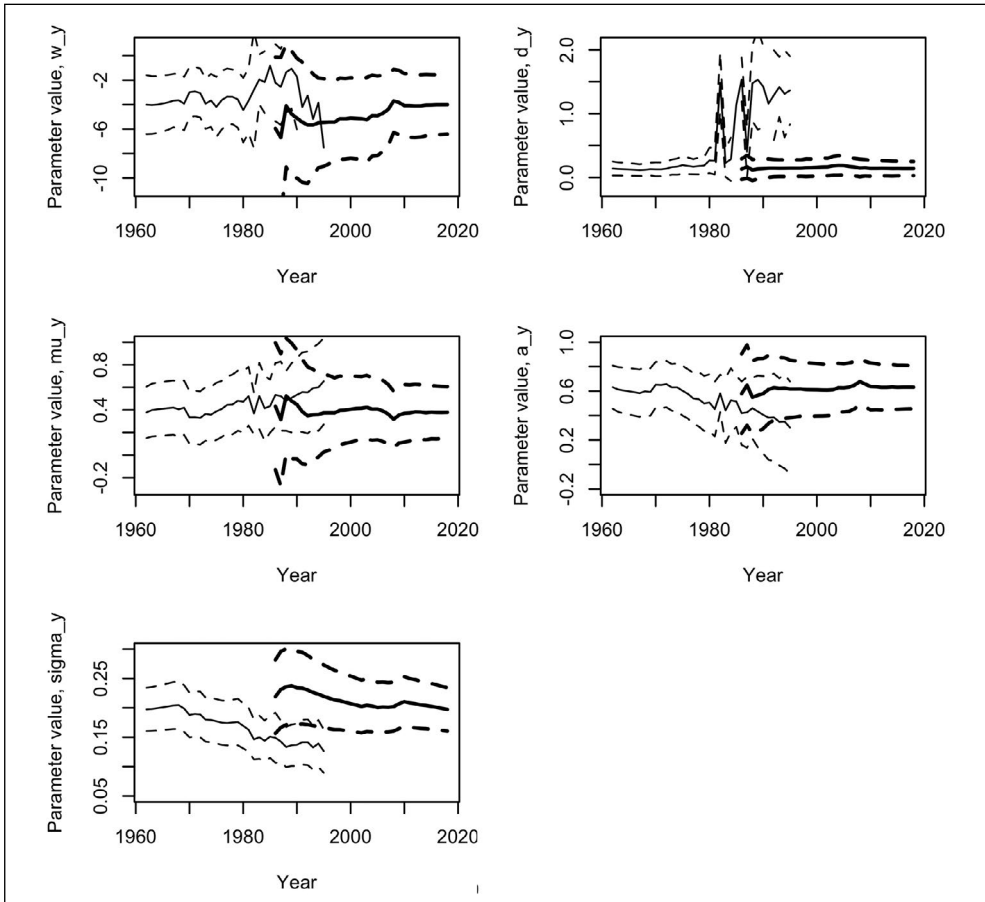 Parameter value, w_y
-2
-6
-10
1960 1980 2000 2020
Year
Parameter value, d_y
2.0
1.0
0.0
1960 1980 2000 2020
Year
Parameter value, mu_y
0.8
0.4
-0.2
1960 1980 2000 2020
Year
Parameter value, a_y
1.0
0.6
0.2
-0.2
1960 1980 2000 2020
Year
Parameter value, sigma_y
0.25
0.15
0.05
1960 1980 2000 2020
Year